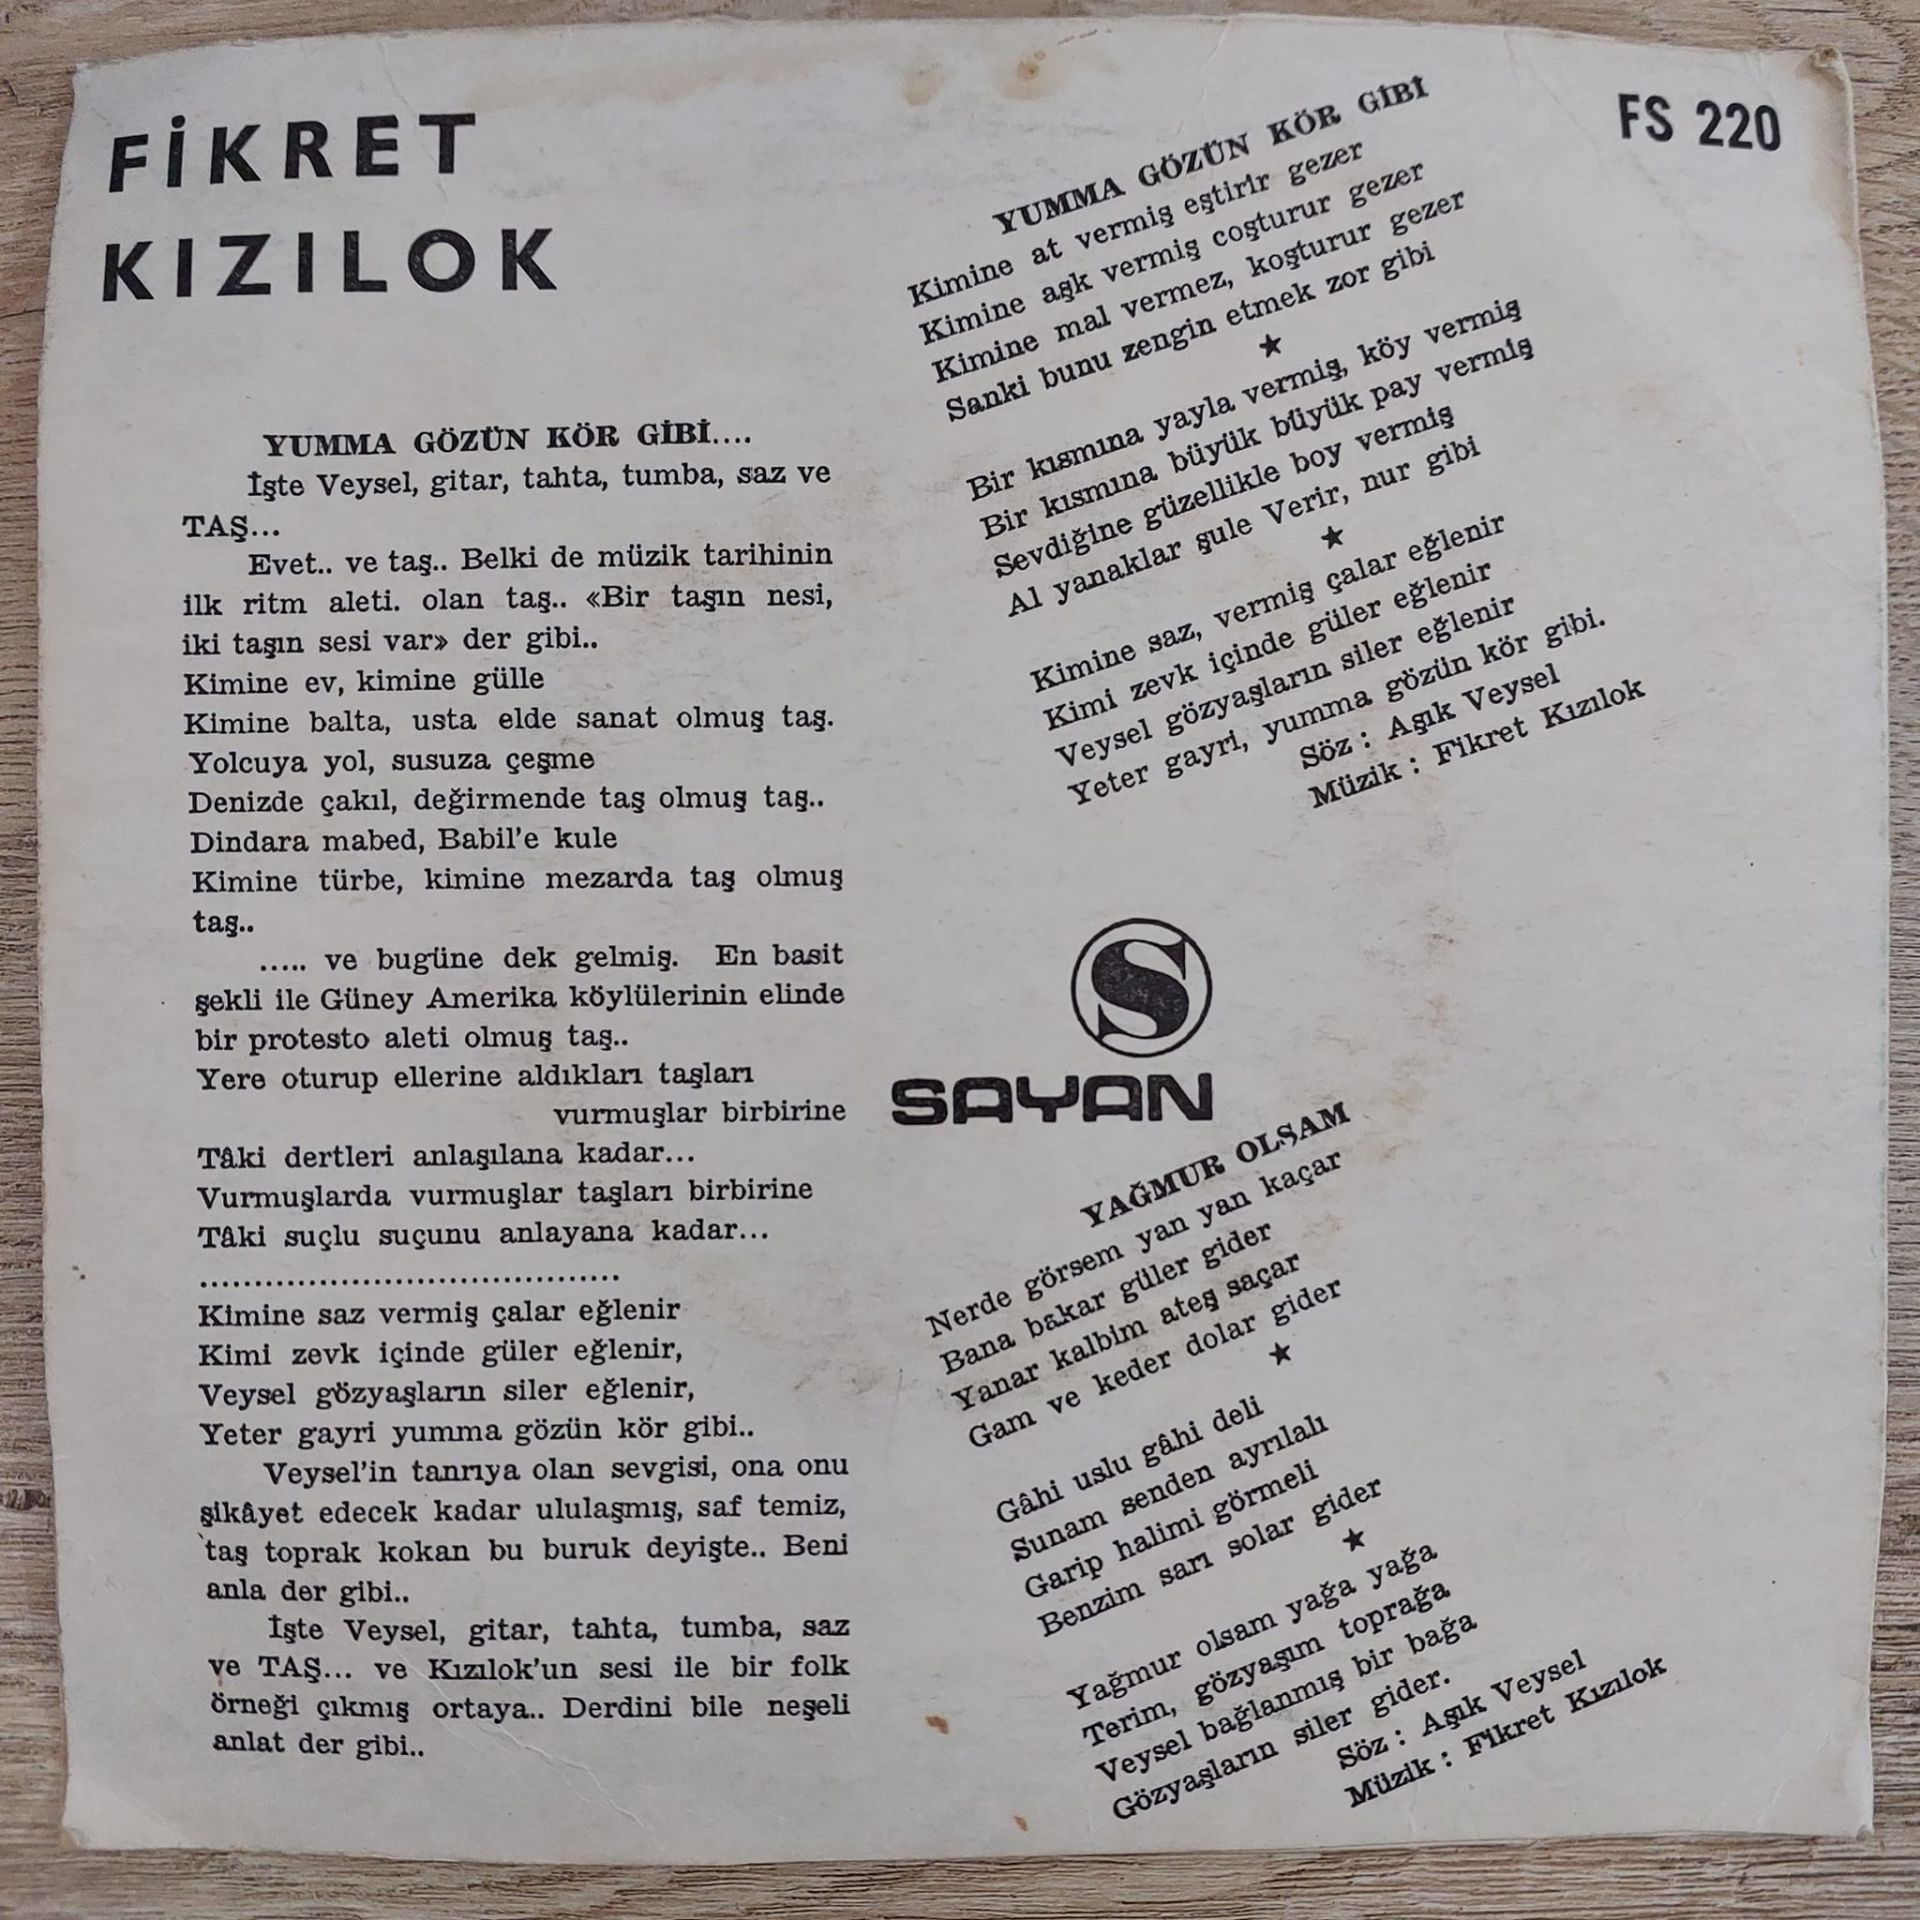 FİKRET
KIZILOK
YUMMA GÖZÜN KÖR GİBİ....
İşte Veysel, gitar, tahta, tumba, saz ve
TAŞ...
Evet.. ve taş.. Belki de müzik tarihinin
ilk ritm aleti. olan taş.. «Bir taşın nesi,
iki taşın sesi var» der gibi..
Kimine ev, kimine gülle
Kimine balta, usta elde sanat olmuş taş.
Yolcuya yol, susuza çeşme
Denizde çakıl, değirmende taş olmuş taş..
Dindara mabed, Babil'e kule
Kimine türbe, kimine mezarda taş olmuş
taş..
..... ve bugüne dek gelmiş. En basit
şekli ile Güney Amerika köylülerinin elinde
bir protesto aleti olmuş taş..
Yere oturup ellerine aldıkları taşları
vurmuşlar birbirine
Tâki dertleri anlaşılana kadar...
Vurmuşlarda vurmuşlar taşları birbirine
Tâki suçlu suçunu anlayana kadar...
.......................................
Kimine saz vermiş çalar eğlenir
Kimi zevk içinde güler eğlenir,
Veysel gözyaşların siler eğlenir,
Yeter gayri yumma gözün kör gibi..
Veysel'in tanrıya olan sevgisi, ona onu
şikâyet edecek kadar ululaşmış, saf temiz,
taş toprak kokan bu buruk deyişte.. Beni
anla der gibi..
İşte Veysel, gitar, tahta, tumba, saz
ve TAŞ... ve Kızılok'un sesi ile bir folk
örneği çıkmış ortaya.. Derdini bile neşeli
anlat der gibi..
FS 220
YUMMA GÖZÜN KÖR GİBİ
Kimine at vermiş eştirir gezer
Kimine aşk vermiş coşturur gezer
Kimine mal vermez, koşturur gezer
Sanki bunu zengin etmek zor gibi
★
Bir kısmına yayla vermiş, köy vermiş
Bir kısmına büyük büyük pay vermiş
Sevdiğine güzellikle boy vermiş
Al yanaklar şule Verir, nur gibi
★
Kimine saz, vermiş çalar eğlenir
Kimi zevk içinde güler eğlenir
Veysel gözyaşların siler eğlenir
Yeter gayri, yumma gözün kör gibi.
Söz : Aşık Veysel
Müzik : Fikret Kızılok
S
SAYAN
YAĞMUR OLSAM
Nerde görsem yan yan kaçar
Bana bakar güler gider
Yanar kalbim ateş saçar
Gam ve keder dolar gider
★
Gâhi uslu gâhi deli
Sunam senden ayrılalı
Garip halimi görmeli
Benzim sarı solar gider
★
Yağmur olsam yağa yağa
Terim, gözyaşım toprağa
Veysel bağlanmış bir bağa
Gözyaşların siler gider.
Söz : Aşık Veysel
Müzik : Fikret Kızılok